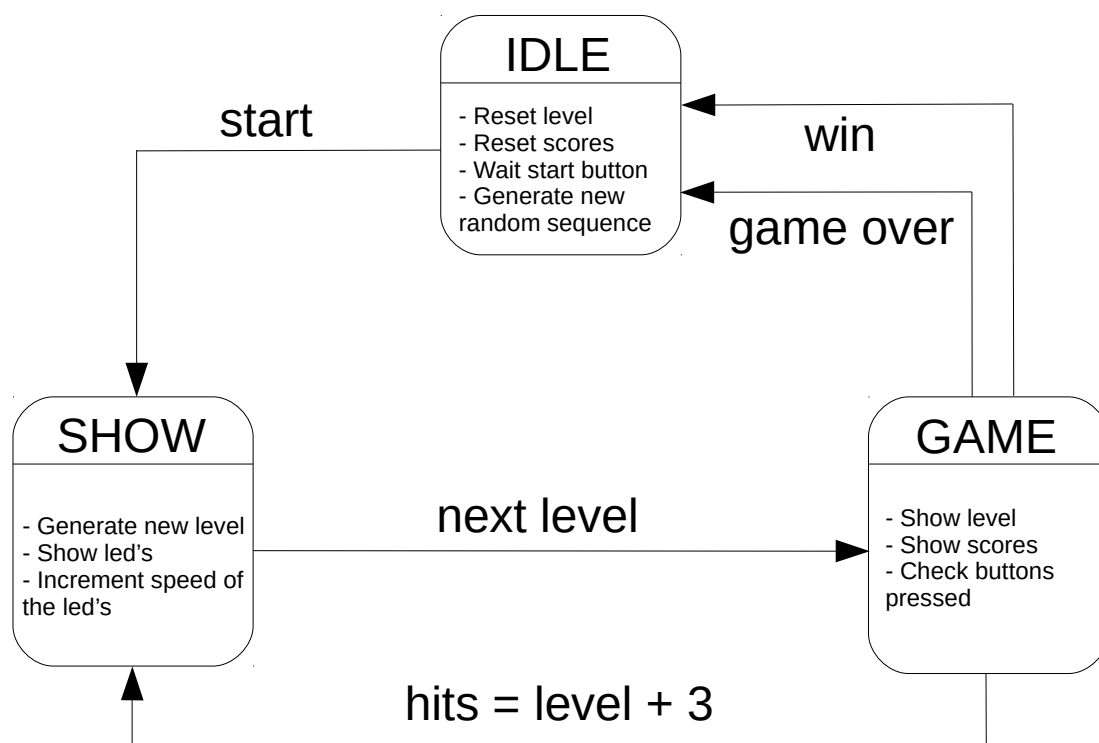 IDLE
- Reset level
- Reset scores
- Wait start button
- Generate new
random sequence
start
win
game over
SHOW
- Generate new level
- Show led’s
- Increment speed of
the led’s
next level
GAME
- Show level
- Show scores
- Check buttons
pressed
hits = level + 3